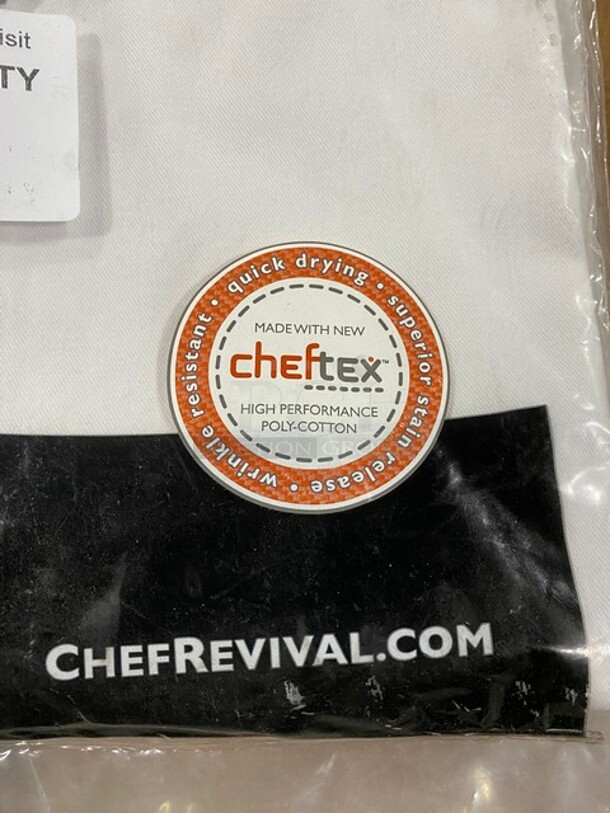 isit
TY
quick drying • superior stain release • wrinkle resistant •
MADE WITH NEW
cheftex™
HIGH PERFORMANCE
POLY-COTTON
CHEFREVIVAL.COM